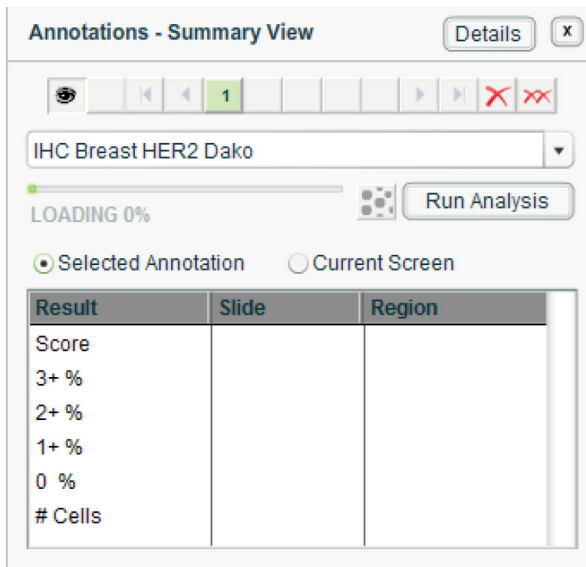 Annotations - Summary View Details x
1
IHC Breast HER2 Dako
LOADING 0% Run Analysis
Selected Annotation Current Screen
Result Slide Region
Score
3+ %
2+ %
1+ %
0 %
# Cells